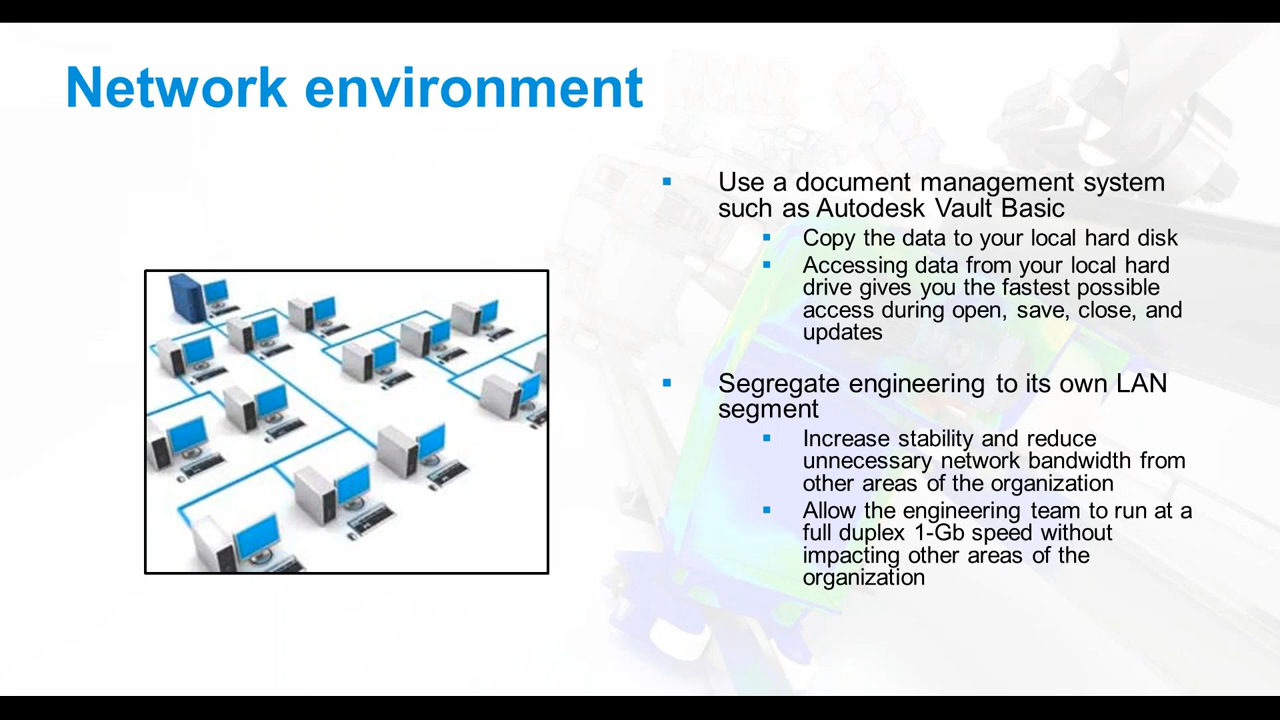 Network environment
Use a document management system
such as Autodesk Vault Basic
Copy the data to your local hard disk
Accessing data from your local hard
drive gives you the fastest possible
access during open, save, close, and
updates
Segregate engineering to its own LAN
segment
Increase stability and reduce
unnecessary network bandwidth from
other areas of the organization
Allow the engineering team to run at a
full duplex 1-Gb speed without
impacting other areas of the
organization